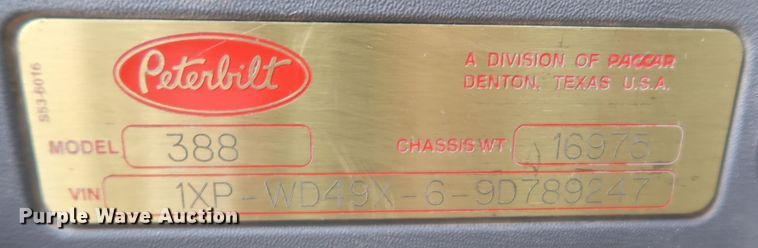 Peterbilt
A DIVISION OF PACCAR
DENTON, TEXAS U.S.A.
S53-6016
MODEL 388 CHASSIS WT. 16975
VIN 1XP-WD49X-6-9D789247
Purple Wave Auction